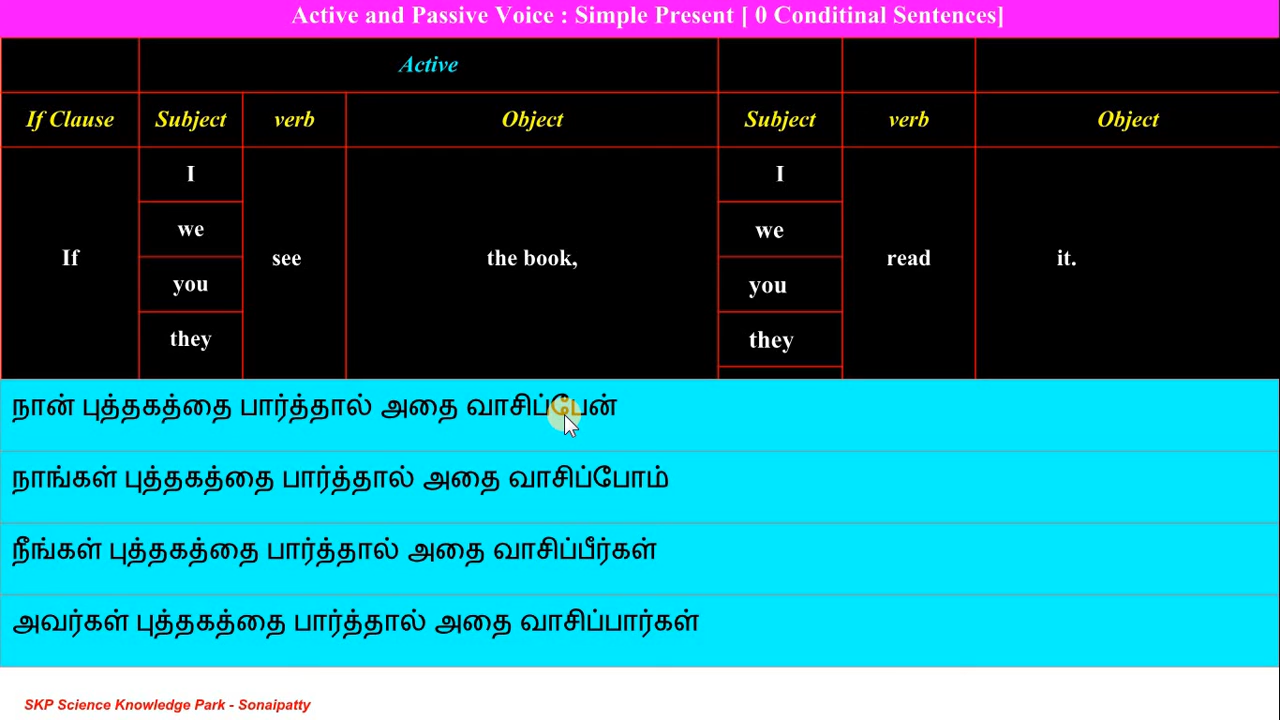 Active and Passive Voice : Simple Present [ 0 Conditinal Sentences]
Active
If Clause Subject verb Object Subject verb Object
I I
we we
If see the book, read it.
you you
they they
நான் புத்தகத்தை பார்த்தால் அதை வாசிப்பேன்
நாங்கள் புத்தகத்தை பார்த்தால் அதை வாசிப்போம்
நீங்கள் புத்தகத்தை பார்த்தால் அதை வாசிப்பீர்கள்
அவர்கள் புத்தகத்தை பார்த்தால் அதை வாசிப்பார்கள்
SKP Science Knowledge Park - Sonaipatty